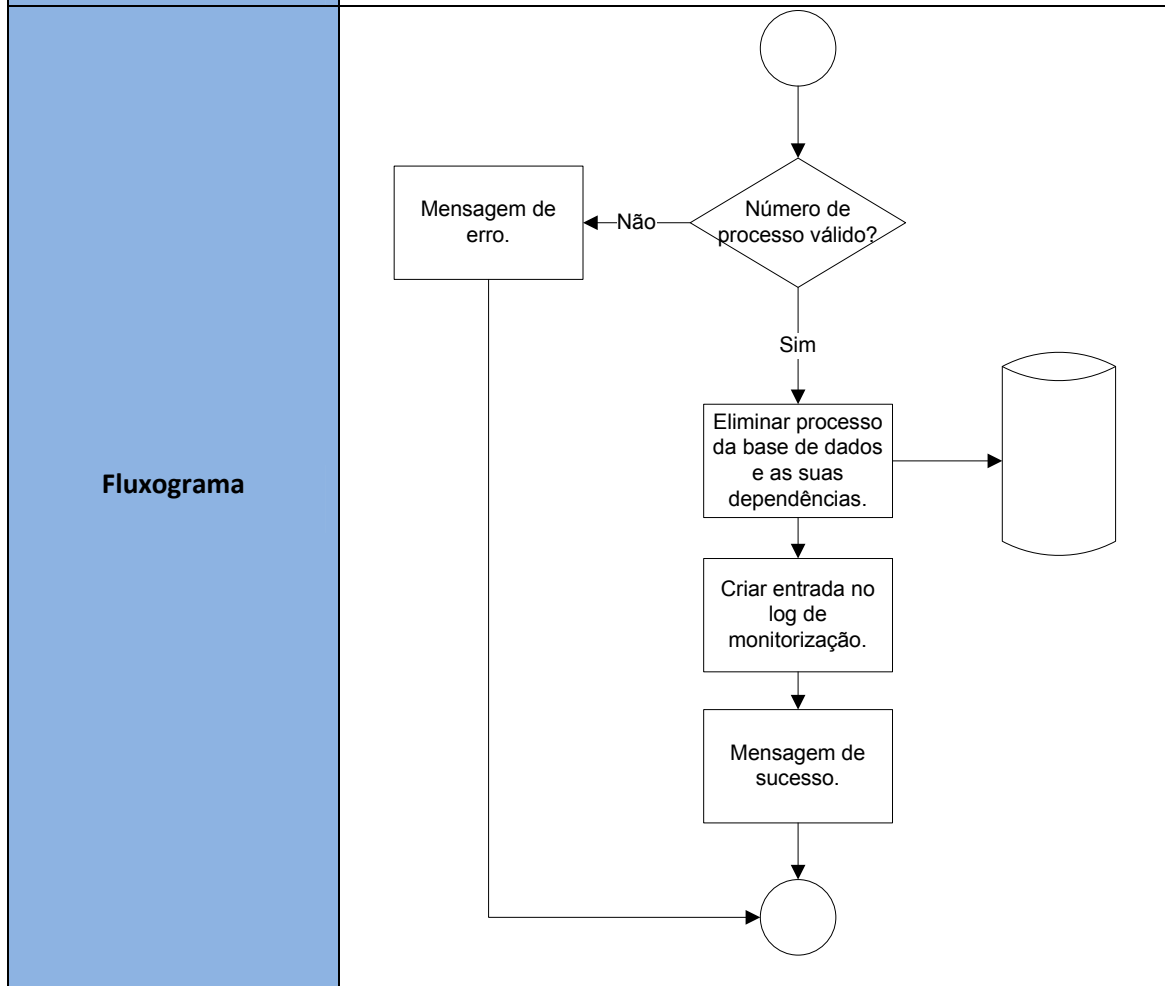 Fluxograma
Número de
processo válido?
Não
Mensagem de
erro.
Sim
Eliminar processo
da base de dados
e as suas
dependências.
Criar entrada no
log de
monitorização.
Mensagem de
sucesso.